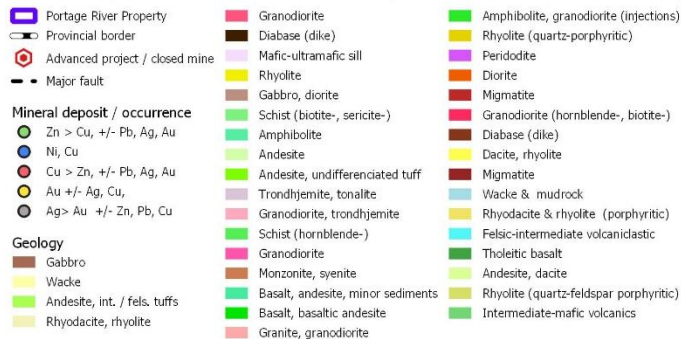 Portage River Property
Provincial border
Advanced project / closed mine
Major fault
Mineral deposit / occurrence
Zn > Cu, +/- Pb, Ag, Au
Ni, Cu
Cu > Zn, +/- Pb, Ag, Au
Au +/- Ag, Cu,
Ag> Au +/- Zn, Pb, Cu
Geology
Gabbro
Wacke
Andesite, int. / fels. tuffs
Rhyodacite, rhyolite
Granodiorite
Diabase (dike)
Mafic-ultramafic sill
Rhyolite
Gabbro, diorite
Schist (biotite-, sericite-)
Amphibolite
Andesite
Andesite, undifferenciated tuff
Trondhjemite, tonalite
Granodiorite, trondhjemite
Schist (hornblende-)
Granodiorite
Monzonite, syenite
Basalt, andesite, minor sediments
Basalt, basaltic andesite
Granite, granodiorite
Amphibolite, granodiorite (injections)
Rhyolite (quartz-porphyritic)
Peridodite
Diorite
Migmatite
Granodiorite (hornblende-, biotite-)
Diabase (dike)
Dacite, rhyolite
Migmatite
Wacke & mudrock
Rhyodacite & rhyolite (porphyritic)
Felsic-intermediate volcaniclastic
Tholeitic basalt
Andesite, dacite
Rhyolite (quartz-feldspar porphyritic)
Intermediate-mafic volcanics